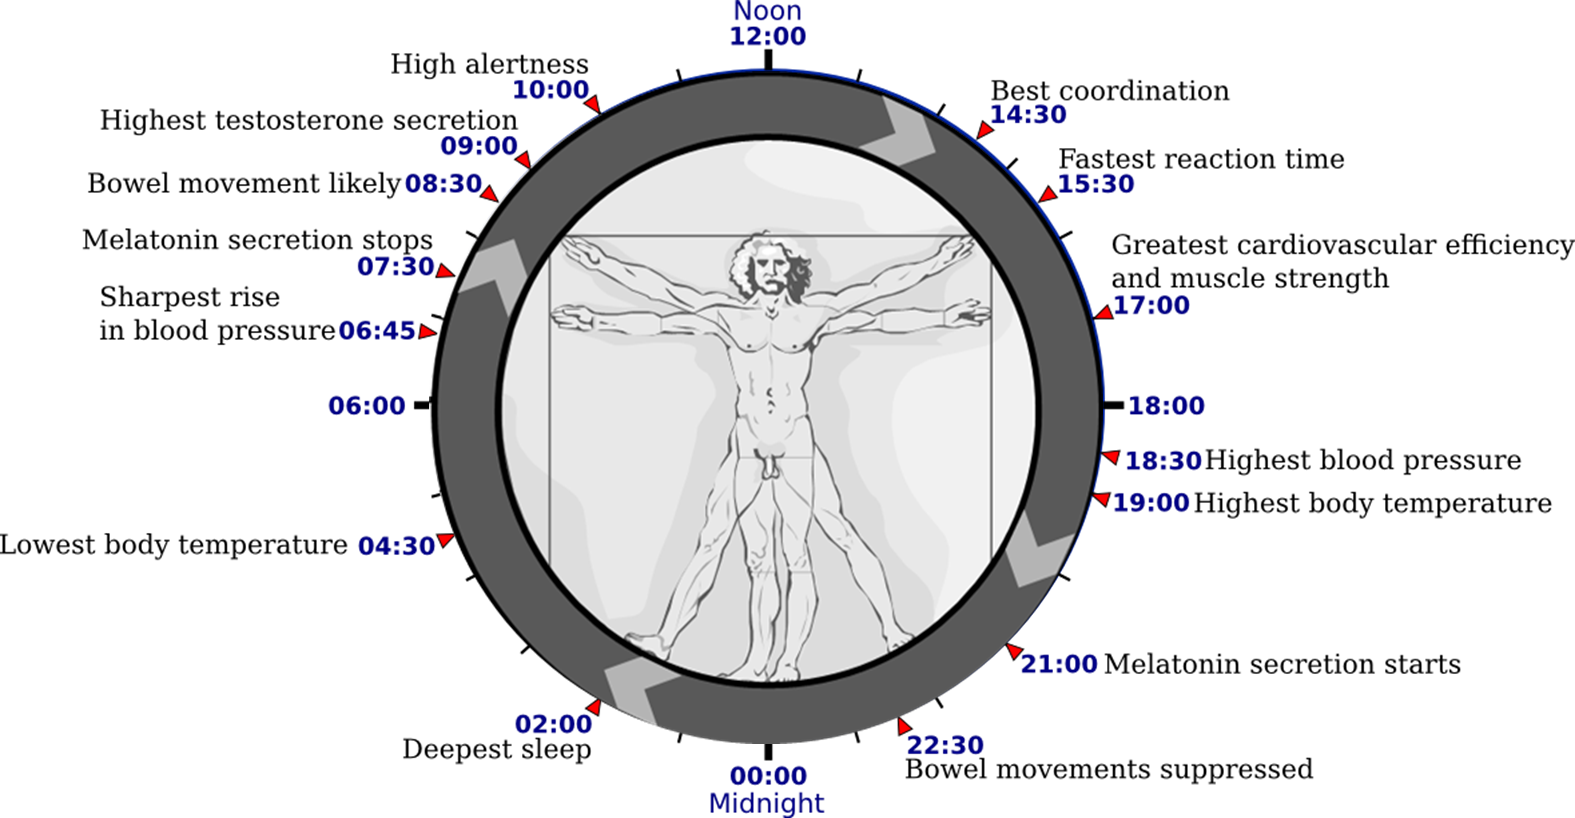 Noon
12:00
High alertness
10:00
Best coordination
14:30
Highest testosterone secretion
09:00
Fastest reaction time
15:30
Bowel movement likely 08:30
Melatonin secretion stops
07:30
Greatest cardiovascular efficiency
and muscle strength
17:00
Sharpest rise
in blood pressure 06:45
06:00
18:00
18:30 Highest blood pressure
19:00 Highest body temperature
Lowest body temperature 04:30
21:00 Melatonin secretion starts
02:00
Deepest sleep
22:30
Bowel movements suppressed
00:00
Midnight